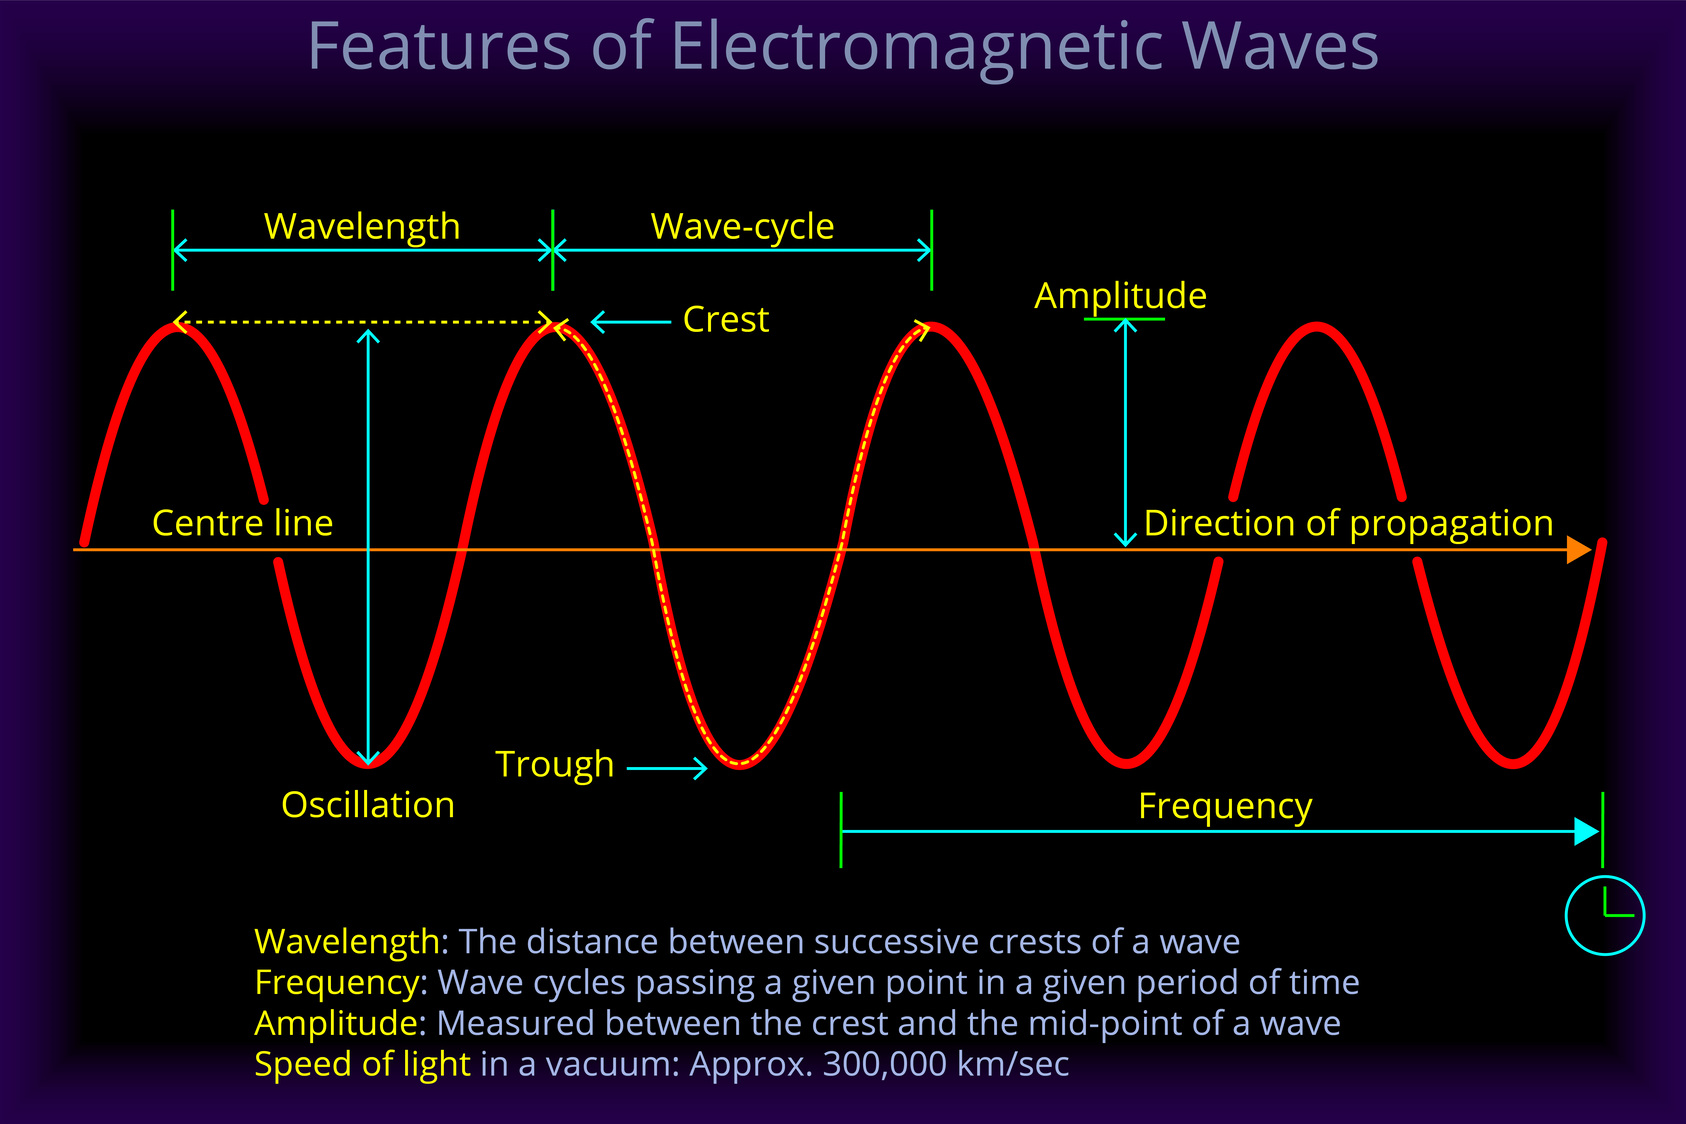 Features of Electromagnetic Waves
Wavelength
Wave-cycle
Amplitude
Crest
Centre line
Direction of propagation
Trough
Oscillation
Frequency
Wavelength: The distance between successive crests of a wave
Frequency: Wave cycles passing a given point in a given period of time
Amplitude: Measured between the crest and the mid-point of a wave
Speed of light in a vacuum: Approx. 300,000 km/sec